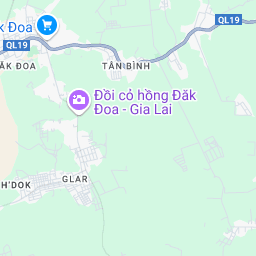 QL19
k Đoa
QL19
ĂK ĐOA
TÂN BÌNH
Đồi cỏ hồng Đăk
Đoa - Gia Lai
H'DOK
GLAR